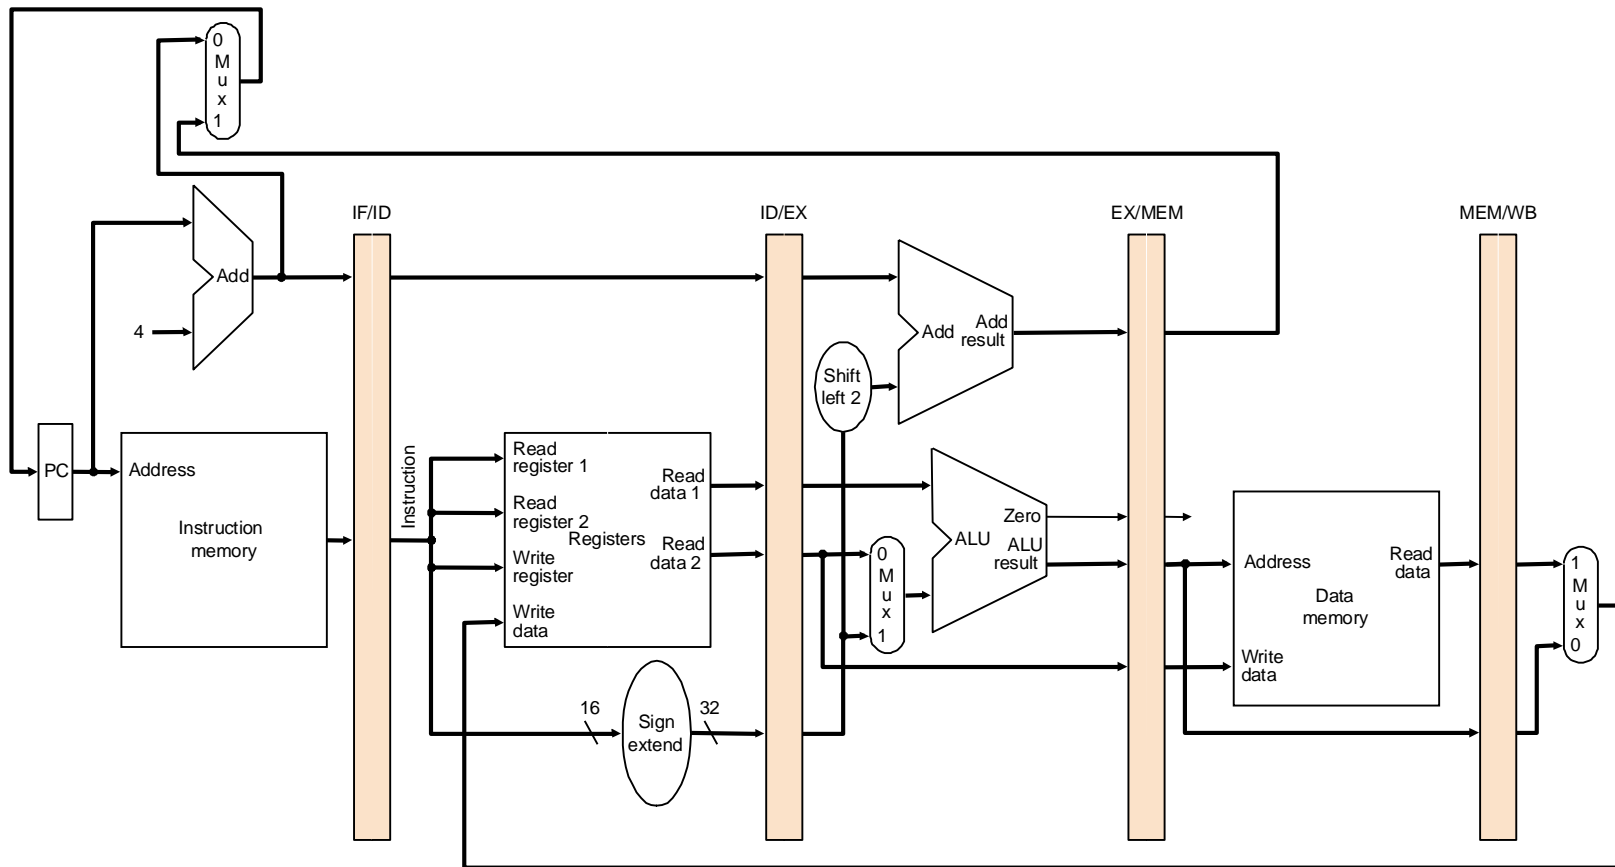 0
M
u
x
1
IF/ID
ID/EX
EX/MEM
MEM/WB
Add
4
Add
Add
result
Shift
left 2
PC
Address
Instruction
memory
Instruction
Read
register 1
Read
register 2
Registers
Write
register
Write
data
Read
data 1
Read
data 2
0
M
u
x
1
Zero
ALU
ALU
result
Address
Read
data
Data
memory
Write
data
1
M
u
x
0
16
Sign
extend
32